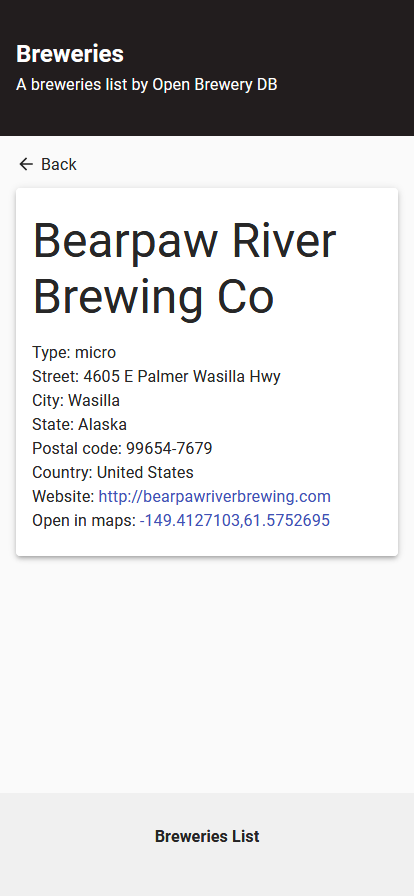 Breweries
A breweries list by Open Brewery DB
Back
Bearpaw River
Brewing Co
Type: micro
Street: 4605 E Palmer Wasilla Hwy
City: Wasilla
State: Alaska
Postal code: 99654-7679
Country: United States
Website: http://bearpawriverbrewing.com
Open in maps: -149.4127103,61.5752695
Breweries List